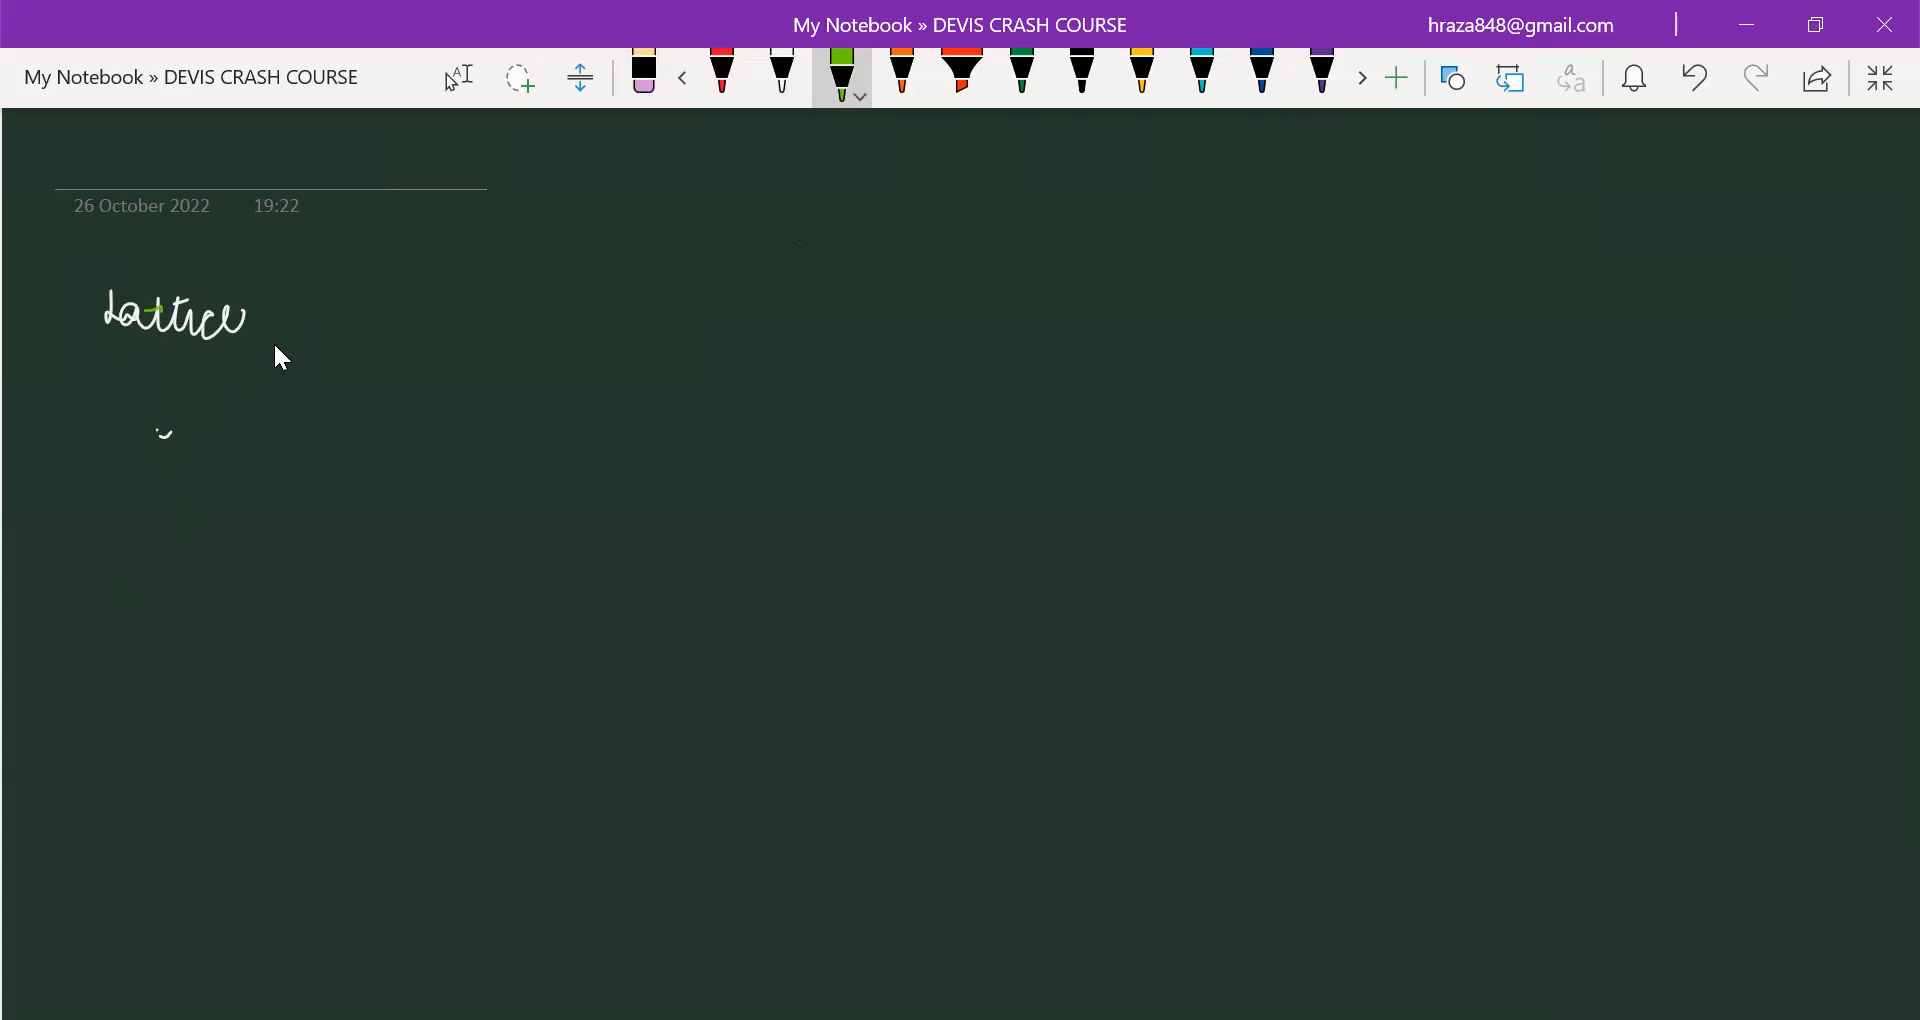 My Notebook » DEVIS CRASH COURSE
hraza848@gmail.com
My Notebook » DEVIS CRASH COURSE
26 October 2022 19:22
Lattice